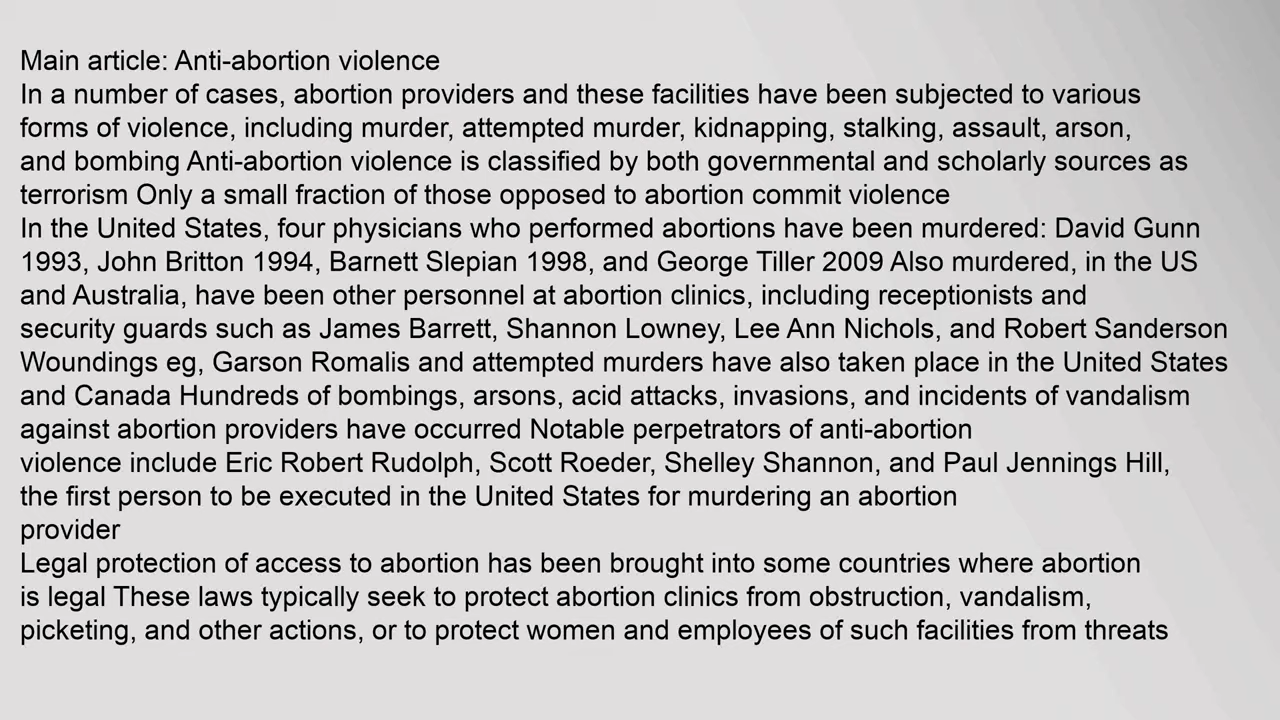 Main article: Anti-abortion violence
In a number of cases, abortion providers and these facilities have been subjected to various
forms of violence, including murder, attempted murder, kidnapping, stalking, assault, arson,
and bombing Anti-abortion violence is classified by both governmental and scholarly sources as
terrorism Only a small fraction of those opposed to abortion commit violence
In the United States, four physicians who performed abortions have been murdered: David Gunn
1993, John Britton 1994, Barnett Slepian 1998, and George Tiller 2009 Also murdered, in the US
and Australia, have been other personnel at abortion clinics, including receptionists and
security guards such as James Barrett, Shannon Lowney, Lee Ann Nichols, and Robert Sanderson
Woundings eg, Garson Romalis and attempted murders have also taken place in the United States
and Canada Hundreds of bombings, arsons, acid attacks, invasions, and incidents of vandalism
against abortion providers have occurred Notable perpetrators of anti-abortion
violence include Eric Robert Rudolph, Scott Roeder, Shelley Shannon, and Paul Jennings Hill,
the first person to be executed in the United States for murdering an abortion
provider
Legal protection of access to abortion has been brought into some countries where abortion
is legal These laws typically seek to protect abortion clinics from obstruction, vandalism,
picketing, and other actions, or to protect women and employees of such facilities from threats